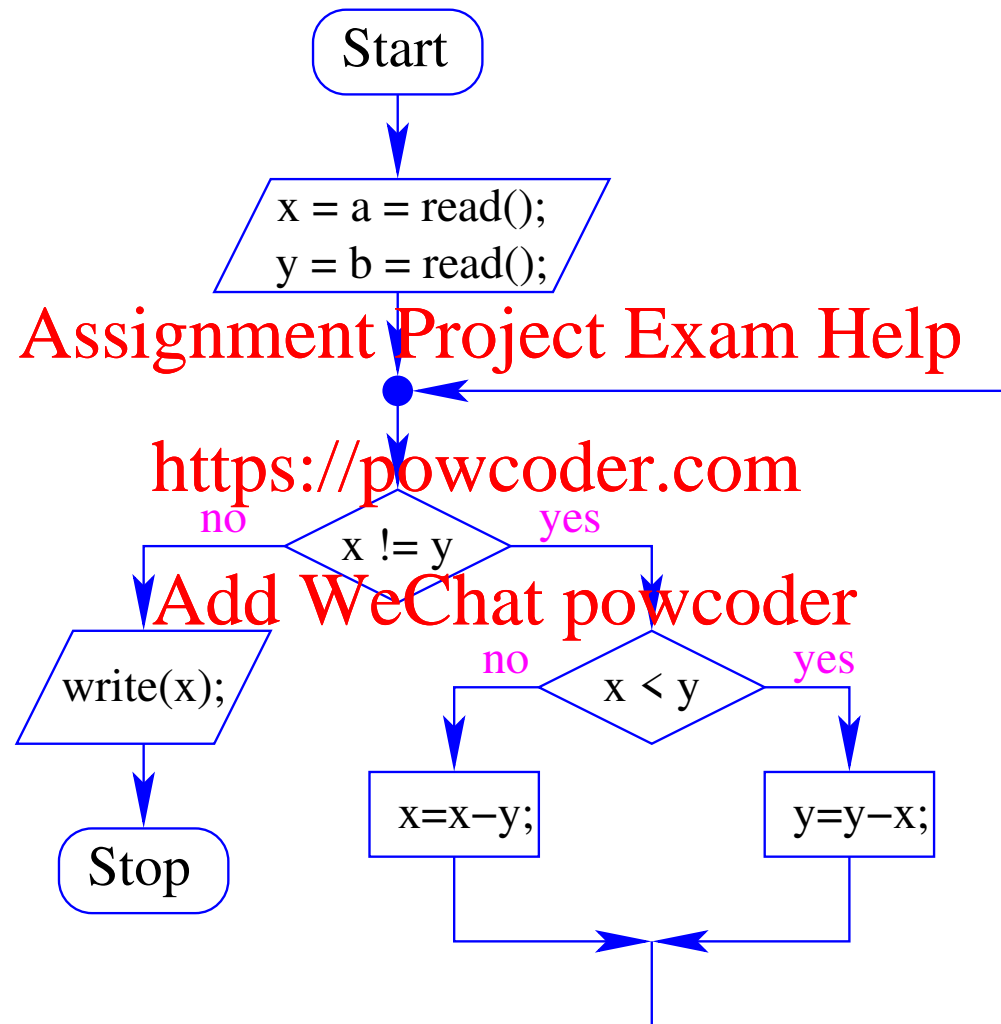 Start
x = a = read();
y = b = read();
Assignment Project Exam Help
https://powcoder.com
no
yes
x != y
Add WeChat powcoder
no
yes
write(x);
x < y
x=x−y;
y=y−x;
Stop